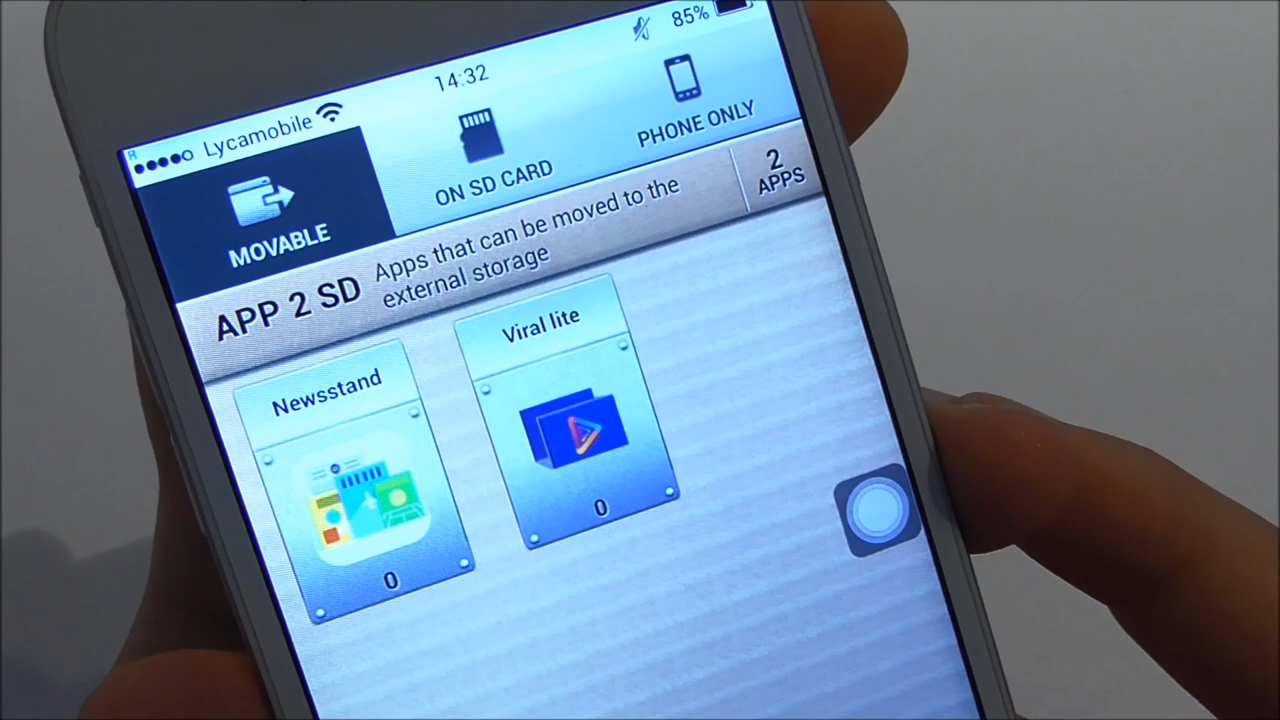 R
Lycamobile 14:32 85%
MOVABLE
ON SD CARD
PHONE ONLY
APP 2 SD
Apps that can be moved to the
external storage
2
APPS
Newsstand
0
Viral lite
0